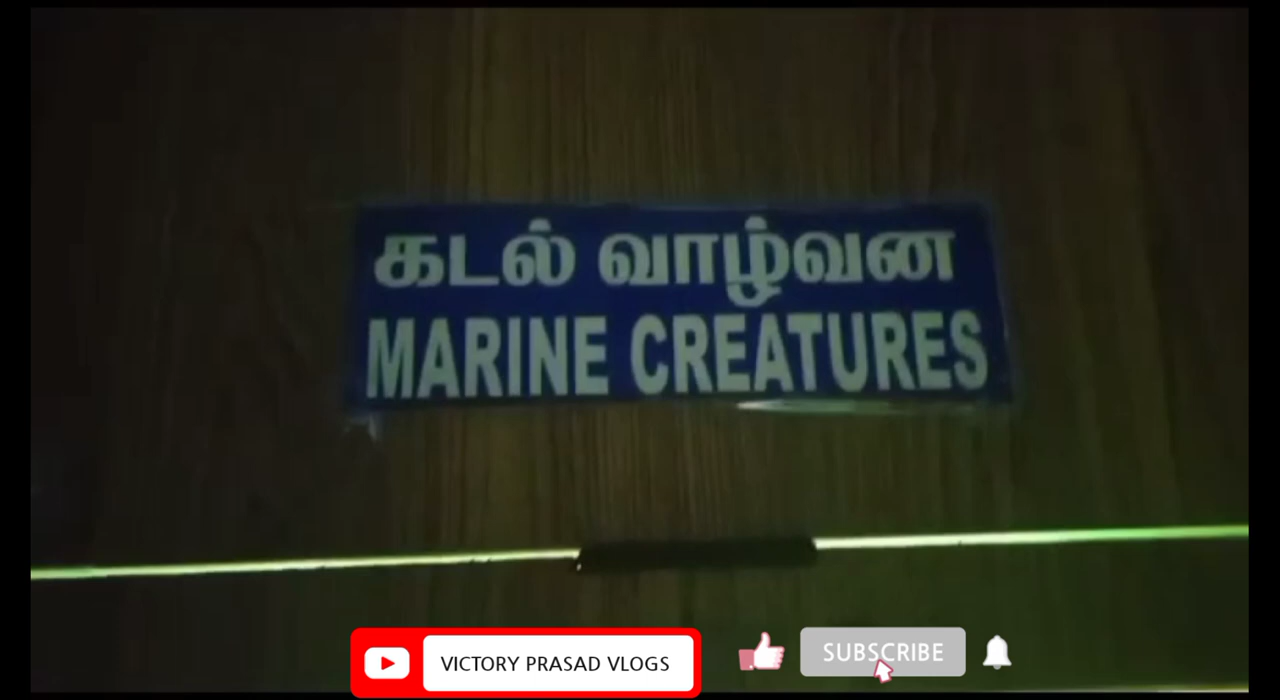 கடல் வாழ்வன
MARINE CREATURES
VICTORY PRASAD VLOGS
SUBSCRIBE